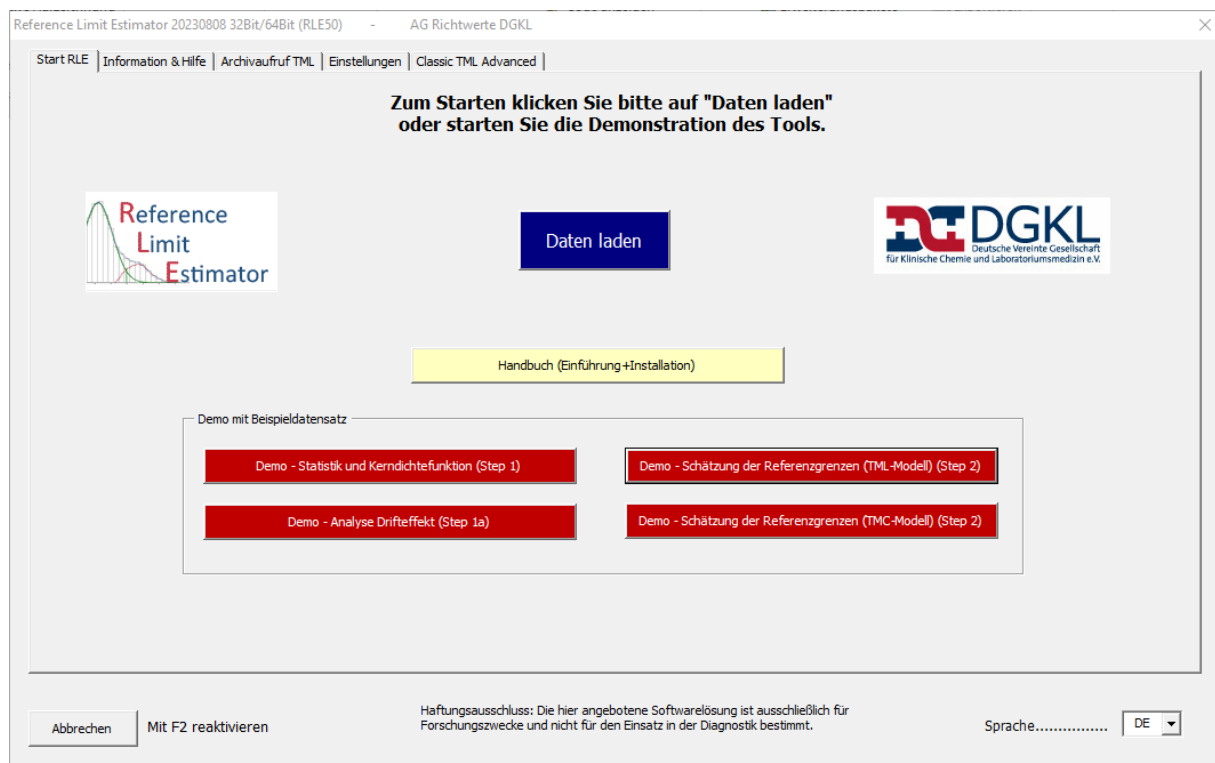 Reference Limit Estimator 20230808 32Bit/64Bit (RLE50) - AG Richtwerte DGKL
Start RLE
Information & Hilfe
Archivaufruf TML
Einstellungen
Classic TML Advanced
Zum Starten klicken Sie bitte auf "Daten laden"
oder starten Sie die Demonstration des Tools.
Reference
Limit
Estimator
Daten laden
DGKL
Deutsche Vereinte Gesellschaft
für Klinische Chemie und Laboratoriumsmedizin e.V.
Handbuch (Einführung+Installation)
Demo mit Beispieldatensatz
Demo - Statistik und Kerndichtefunktion (Step 1)
Demo - Schätzung der Referenzgrenzen (TML-Modell) (Step 2)
Demo - Analyse Drifteffekt (Step 1a)
Demo - Schätzung der Referenzgrenzen (TMC-Modell) (Step 2)
Abbrechen
Mit F2 reaktivieren
Haftungsausschluss: Die hier angebotene Softwarelösung ist ausschließlich für
Forschungszwecke und nicht für den Einsatz in der Diagnostik bestimmt.
Sprache................
DE